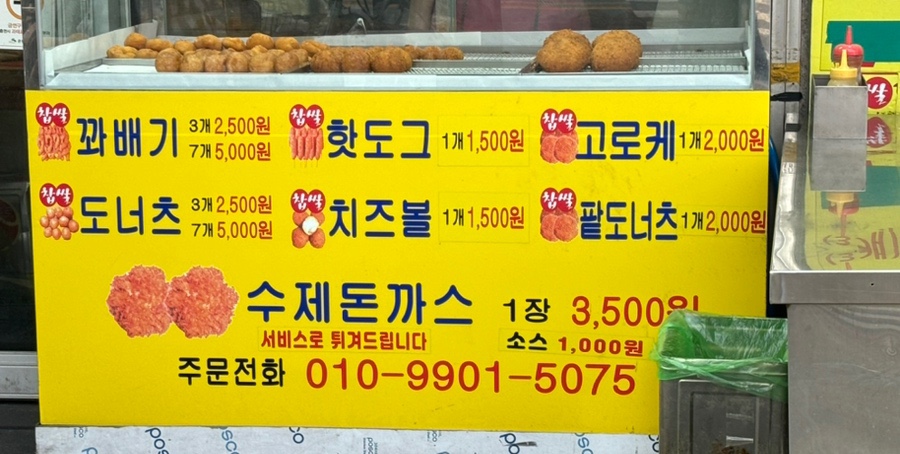 찹쌀 꽈배기 3개 2,500원 7개 5,000원
찹쌀 핫도그 1개 1,500원
찹쌀 고로케 1개 2,000원
찹쌀 도너츠 3개 2,500원 7개 5,000원
찹쌀 치즈볼 1개 1,500원
찹쌀 팥도너츠 1개 2,000원
수제돈까스 1장 3,500원
서비스로 튀겨드립니다 소스 1,000원
주문전화 010-9901-5075